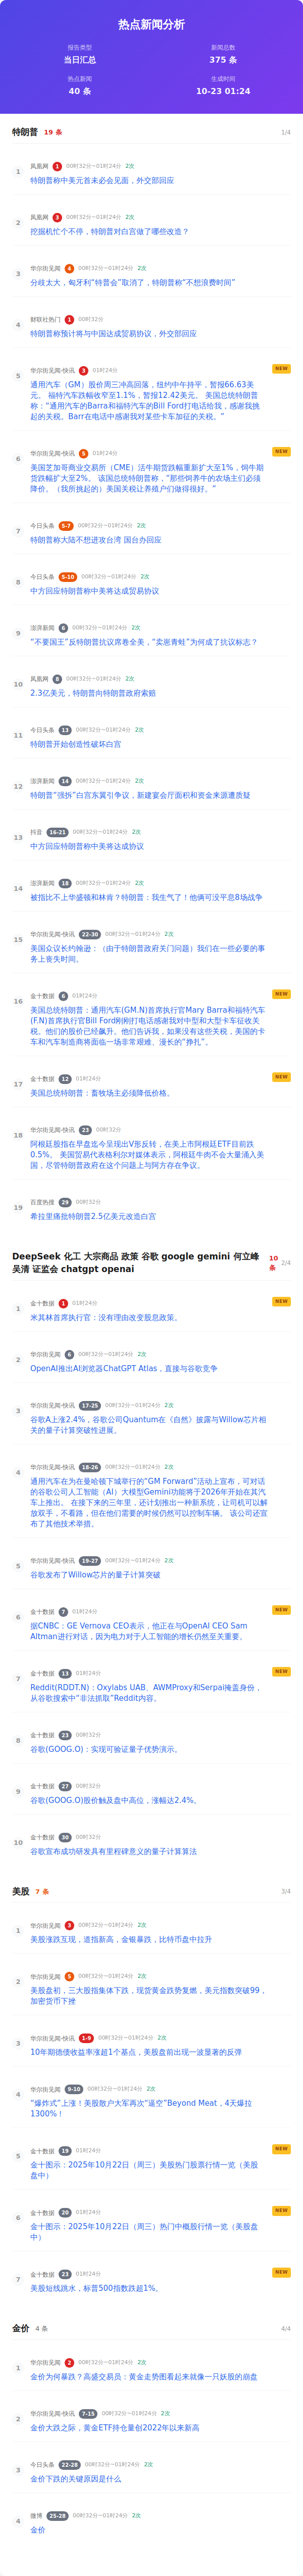 热点新闻分析
报告类型
当日汇总
新闻总数
375 条
热点新闻
40 条
生成时间
10-23 01:24
特朗普 19 条 1/4
1 凤凰网 1 00时32分~01时24分 2次
特朗普称中美元首未必会见面，外交部回应
2 凤凰网 3 00时32分~01时24分 2次
挖掘机忙个不停，特朗普对白宫做了哪些改造？
3 华尔街见闻 4 00时32分~01时24分 2次
分歧太大，匈牙利“特普会”取消了，特朗普称“不想浪费时间”
4 财联社热门 1 00时32分
特朗普称预计将与中国达成贸易协议，外交部回应
5 华尔街见闻-快讯 3 01时24分 NEW
通用汽车（GM）股价周三冲高回落，纽约中午转平，暂报66.63美
元。 福特汽车跌幅收窄至1.1%，暂报12.42美元。 美国总统特朗普
称：“通用汽车的Barra和福特汽车的Bill Ford打电话给我，感谢我挑
起的关税。Barr在电话中感谢我对某些卡车加征的关税。”
6 华尔街见闻-快讯 5 01时24分 NEW
美国芝加哥商业交易所（CME）活牛期货跌幅重新扩大至1%，饲牛期
货跌幅扩大至2%。 该国总统特朗普称，“那些饲养牛的农场主们必须
降价。（我所挑起的）美国关税让养殖户们做得很好。”
7 今日头条 5-7 00时32分~01时24分 2次
特朗普称大陆不想进攻台湾 国台办回应
8 今日头条 5-10 00时32分~01时24分 2次
中方回应特朗普称中美将达成贸易协议
9 澎湃新闻 6 00时32分~01时24分 2次
“不要国王”反特朗普抗议席卷全美，“卖崽青蛙”为何成了抗议标志？
10 凤凰网 8 00时32分~01时24分 2次
2.3亿美元，特朗普向特朗普政府索赔
11 今日头条 13 00时32分~01时24分 2次
特朗普开始创造性破坏白宫
12 澎湃新闻 14 00时32分~01时24分 2次
特朗普“强拆”白宫东翼引争议，新建宴会厅面积和资金来源遭质疑
13 抖音 16-21 00时32分~01时24分 2次
中方回应特朗普称中美将达成协议
14 澎湃新闻 18 00时32分~01时24分 2次
被指比不上华盛顿和林肯？特朗普：我生气了！他俩可没平息8场战争
15 华尔街见闻-快讯 22-30 00时32分~01时24分 2次
美国众议长约翰逊：（由于特朗普政府关门问题）我们在一些必要的事
务上丧失时间。
16 金十数据 6 01时24分 NEW
美国总统特朗普：通用汽车(GM.N)首席执行官Mary Barra和福特汽车
(F.N)首席执行官Bill Ford刚刚打电话感谢我对中型和大型卡车征收关
税。他们的股价已经飙升。他们告诉我，如果没有这些关税，美国的卡
车和汽车制造商将面临一场非常艰难、漫长的“挣扎”。
17 金十数据 12 01时24分 NEW
美国总统特朗普：畜牧场主必须降低价格。
18 华尔街见闻-快讯 23 00时32分
阿根廷股指在早盘迄今呈现出V形反转，在美上市阿根廷ETF目前跌
0.5%。 美国贸易代表格利尔对媒体表示，阿根廷牛肉不会大量涌入美
国，尽管特朗普政府在这个问题上与阿方存在争议。
19 百度热搜 29 00时32分
希拉里痛批特朗普2.5亿美元改造白宫
DeepSeek 化工 大宗商品 政策 谷歌 google gemini 何立峰
吴清 证监会 chatgpt openai 10 条 2/4
1 金十数据 1 01时24分 NEW
米其林首席执行官：没有理由改变股息政策。
2 华尔街见闻 6 00时32分~01时24分 2次
OpenAI推出AI浏览器ChatGPT Atlas，直接与谷歌竞争
3 华尔街见闻-快讯 17-25 00时32分~01时24分 2次
谷歌A上涨2.4%，谷歌公司Quantum在《自然》披露与Willow芯片相
关的量子计算突破性进展。
4 华尔街见闻-快讯 18-26 00时32分~01时24分 2次
通用汽车在为在曼哈顿下城举行的“GM Forward”活动上宣布，可对话
的谷歌公司人工智能（AI）大模型Gemini功能将于2026年开始在其汽
车上推出。 在接下来的三年里，还计划推出一种新系统，让司机可以解
放双手，不看路，但在他们需要的时候仍然可以控制车辆。 该公司还宣
布了其他技术举措。
5 华尔街见闻-快讯 19-27 00时32分~01时24分 2次
谷歌发布了Willow芯片的量子计算突破
6 金十数据 7 01时24分 NEW
据CNBC：GE Vernova CEO表示，他正在与OpenAI CEO Sam
Altman进行对话，因为电力对于人工智能的增长仍然至关重要。
7 金十数据 13 01时24分 NEW
Reddit(RDDT.N)：Oxylabs UAB、AWMProxy和Serpai掩盖身份，
从谷歌搜索中“非法抓取”Reddit内容。
8 金十数据 23 00时32分
谷歌(GOOG.O)：实现可验证量子优势演示。
9 金十数据 27 00时32分
谷歌(GOOG.O)股价触及盘中高位，涨幅达2.4%。
10 金十数据 30 00时32分
谷歌宣布成功研发具有里程碑意义的量子计算算法
美股 7 条 3/4
1 华尔街见闻 3 00时32分~01时24分 2次
美股涨跌互现，道指新高，金银暴跌，比特币盘中拉升
2 华尔街见闻 5 00时32分~01时24分 2次
美股盘初，三大股指集体下跌，现货黄金跌势复燃，美元指数突破99，
加密货币下挫
3 华尔街见闻-快讯 1-9 00时32分~01时24分 2次
10年期德债收益率涨超1个基点，美股盘前出现一波显著的反弹
4 华尔街见闻 9-10 00时32分~01时24分 2次
“爆炸式”上涨！美股散户大军再次“逼空”Beyond Meat，4天爆拉
1300%！
5 金十数据 19 01时24分 NEW
金十图示：2025年10月22日（周三）美股热门股票行情一览（美股
盘中）
6 金十数据 20 01时24分 NEW
金十图示：2025年10月22日（周三）热门中概股行情一览（美股盘
中）
7 金十数据 23 01时24分 NEW
美股短线跳水，标普500指数跌超1%。
金价 4 条 4/4
1 华尔街见闻 2 00时32分~01时24分 2次
金价为何暴跌？高盛交易员：黄金走势图看起来就像一只妖股的崩盘
2 华尔街见闻-快讯 7-15 00时32分~01时24分 2次
金价大跌之际，黄金ETF持仓量创2022年以来新高
3 今日头条 22-28 00时32分~01时24分 2次
金价下跌的关键原因是什么
4 微博 25-28 00时32分~01时24分 2次
金价